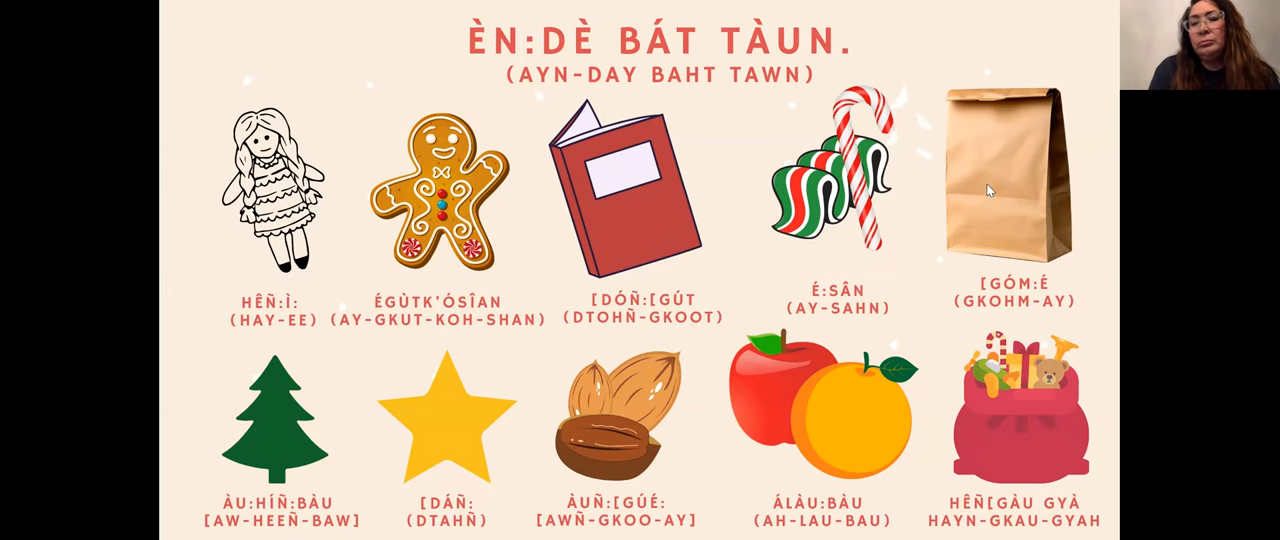 ÈN:DÈ BÁT TÀUN.
(AYN-DAY BAHT TAWN)
HÊÑ:Ì:
(HAY-EE)
ÉGÙTK'ÓSÎAN
(AY-GKUT-KOH-SHAN)
[DÓÑ:[GÚT
(DTOHÑ-GKOOT)
É:SÂN
(AY-SAHN)
[GÓM:É
(GKOHM-AY)
ÀU:HÍÑ:BÀU
[AW-HEEÑ-BAW]
[DÁÑ:
(DTAHÑ)
ÀUÑ:[GÚÉ:
[AWÑ-GKOO-AY]
ÁLÀU:BÀU
(AH-LAU-BAU)
HÊÑ[GÀU GYÀ
HAYN-GKAU-GYAH